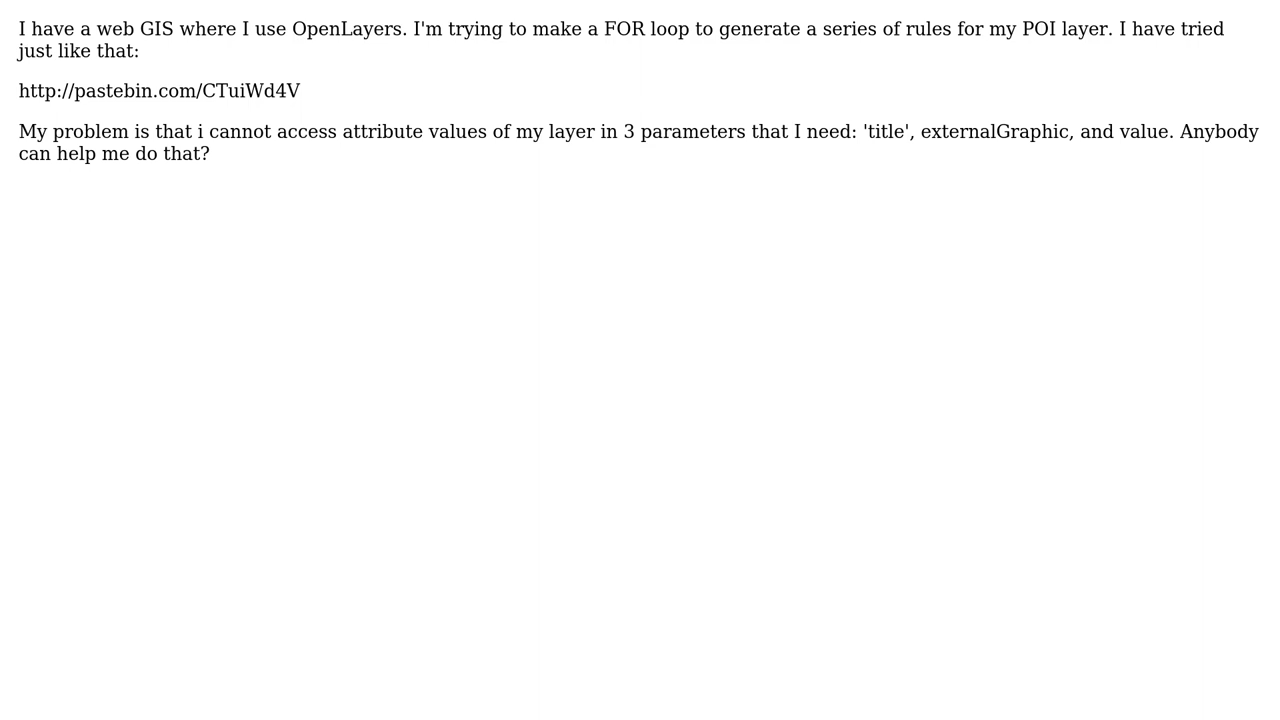 I have a web GIS where I use OpenLayers. I'm trying to make a FOR loop to generate a series of rules for my POI layer. I have tried
just like that:
http://pastebin.com/CTuiWd4V
My problem is that i cannot access attribute values of my layer in 3 parameters that I need: 'title', externalGraphic, and value. Anybody
can help me do that?